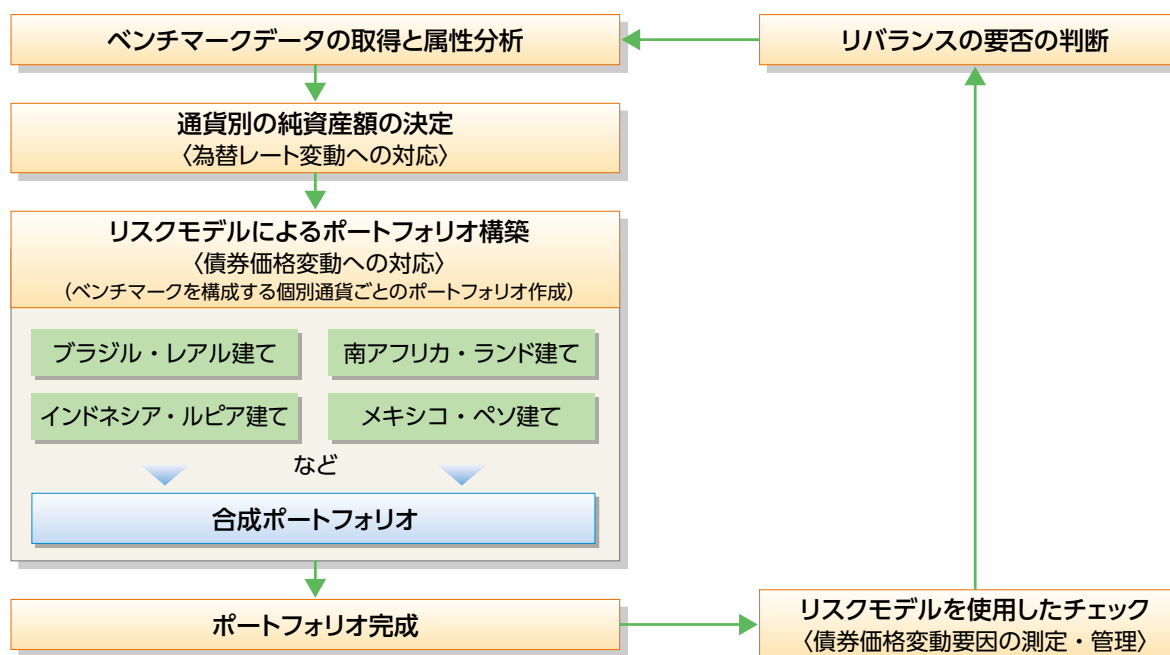 ベンチマークデータの取得と属性分析
リバランスの要否の判断
通貨別の純資産額の決定
〈為替レート変動への対応〉
リスクモデルによるポートフォリオ構築
〈債券価格変動への対応〉
(ベンチマークを構成する個別通貨ごとのポートフォリオ作成)
ブラジル・レアル建て
南アフリカ・ランド建て
インドネシア・ルピア建て
メキシコ・ペソ建て
など
合成ポートフォリオ
ポートフォリオ完成
リスクモデルを使用したチェック
〈債券価格変動要因の測定・管理〉